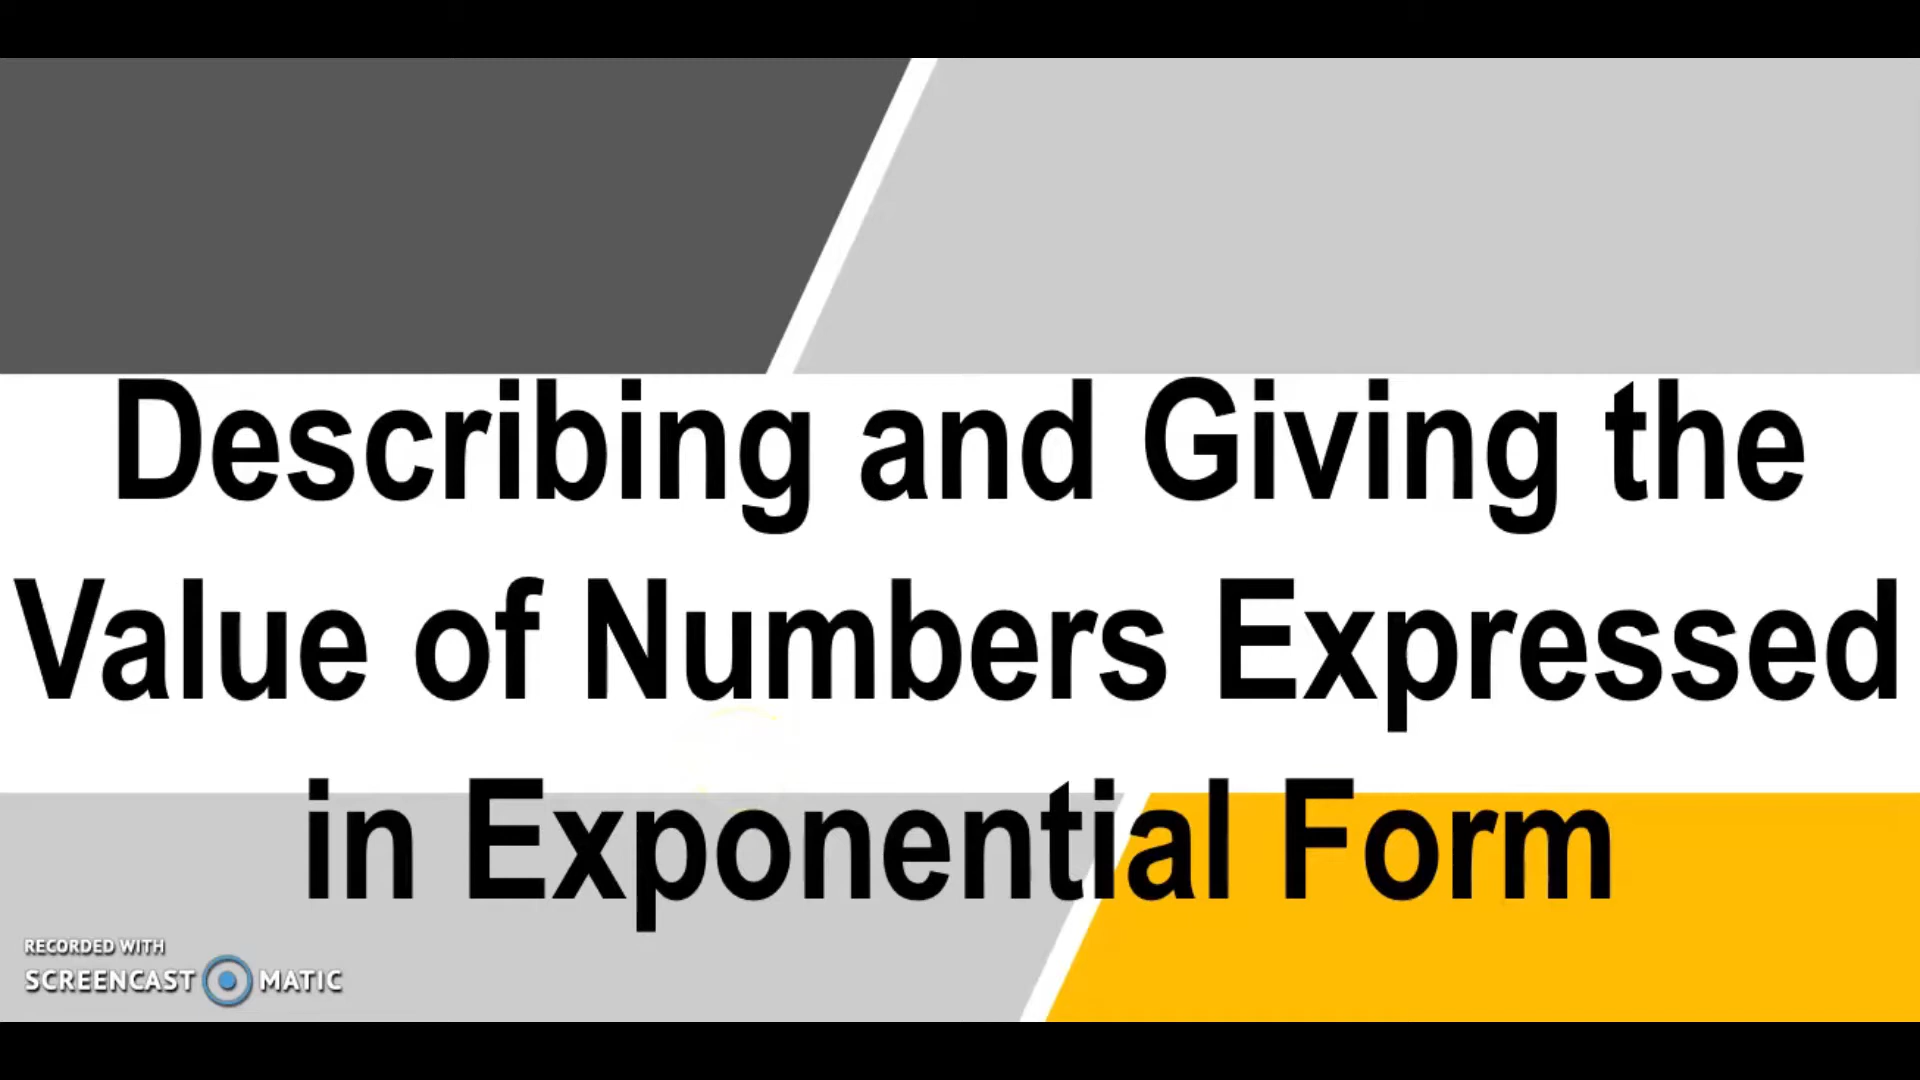 Describing and Giving the
Value of Numbers Expressed
in Exponential Form
RECORDED WITH
SCREENCAST MATIC